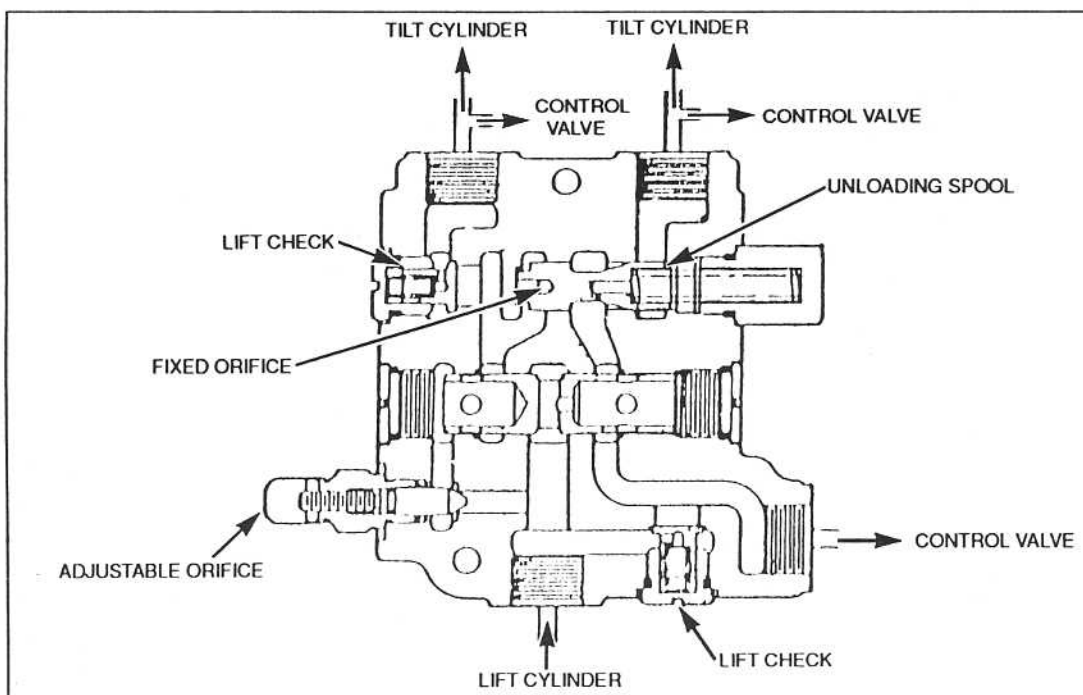 TILT CYLINDER
TILT CYLINDER
CONTROL
VALVE
CONTROL VALVE
UNLOADING SPOOL
LIFT CHECK
FIXED ORIFICE
CONTROL VALVE
ADJUSTABLE ORIFICE
LIFT CHECK
LIFT CYLINDER